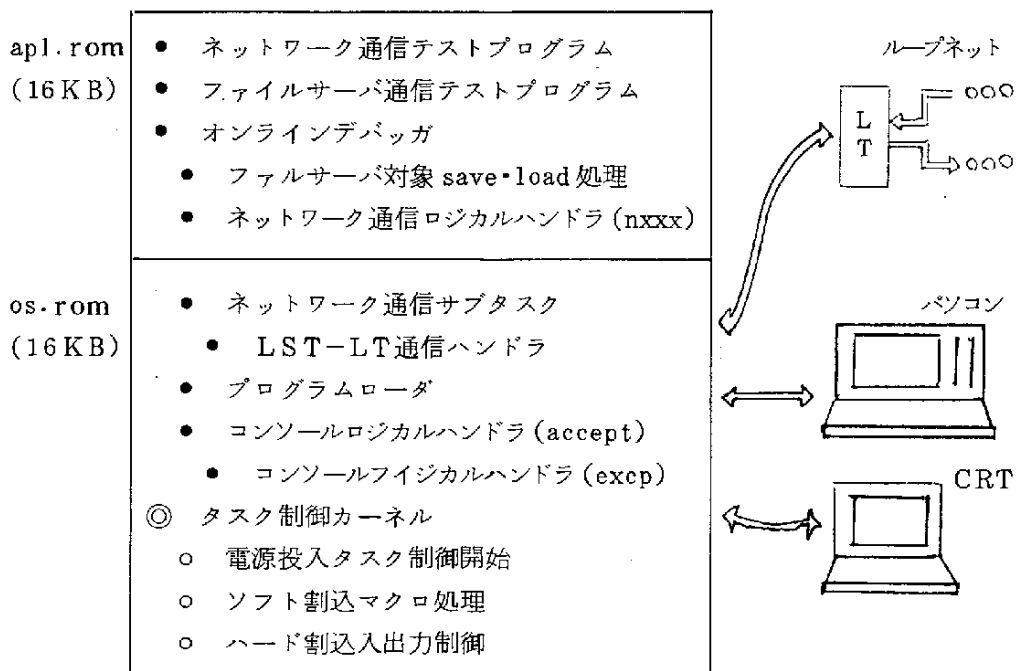 apl.rom
(16KB)
● ネットワーク通信テストプログラム
● ファイルサーバ通信テストプログラム
● オンラインデバッガ
● ファルサーバ対象 save・load処理
● ネットワーク通信ロジカルハンドラ(nxxx)
os.rom
(16KB)
● ネットワーク通信サブタスク
● LST-LT通信ハンドラ
● プログラムローダ
● コンソールロジカルハンドラ(accept)
● コンソールフイジカルハンドラ(excp)
◎ タスク制御カーネル
○ 電源投入タスク制御開始
○ ソフト割込マクロ処理
○ ハード割込入出力制御
ループネット
LT
パソコン
CRT